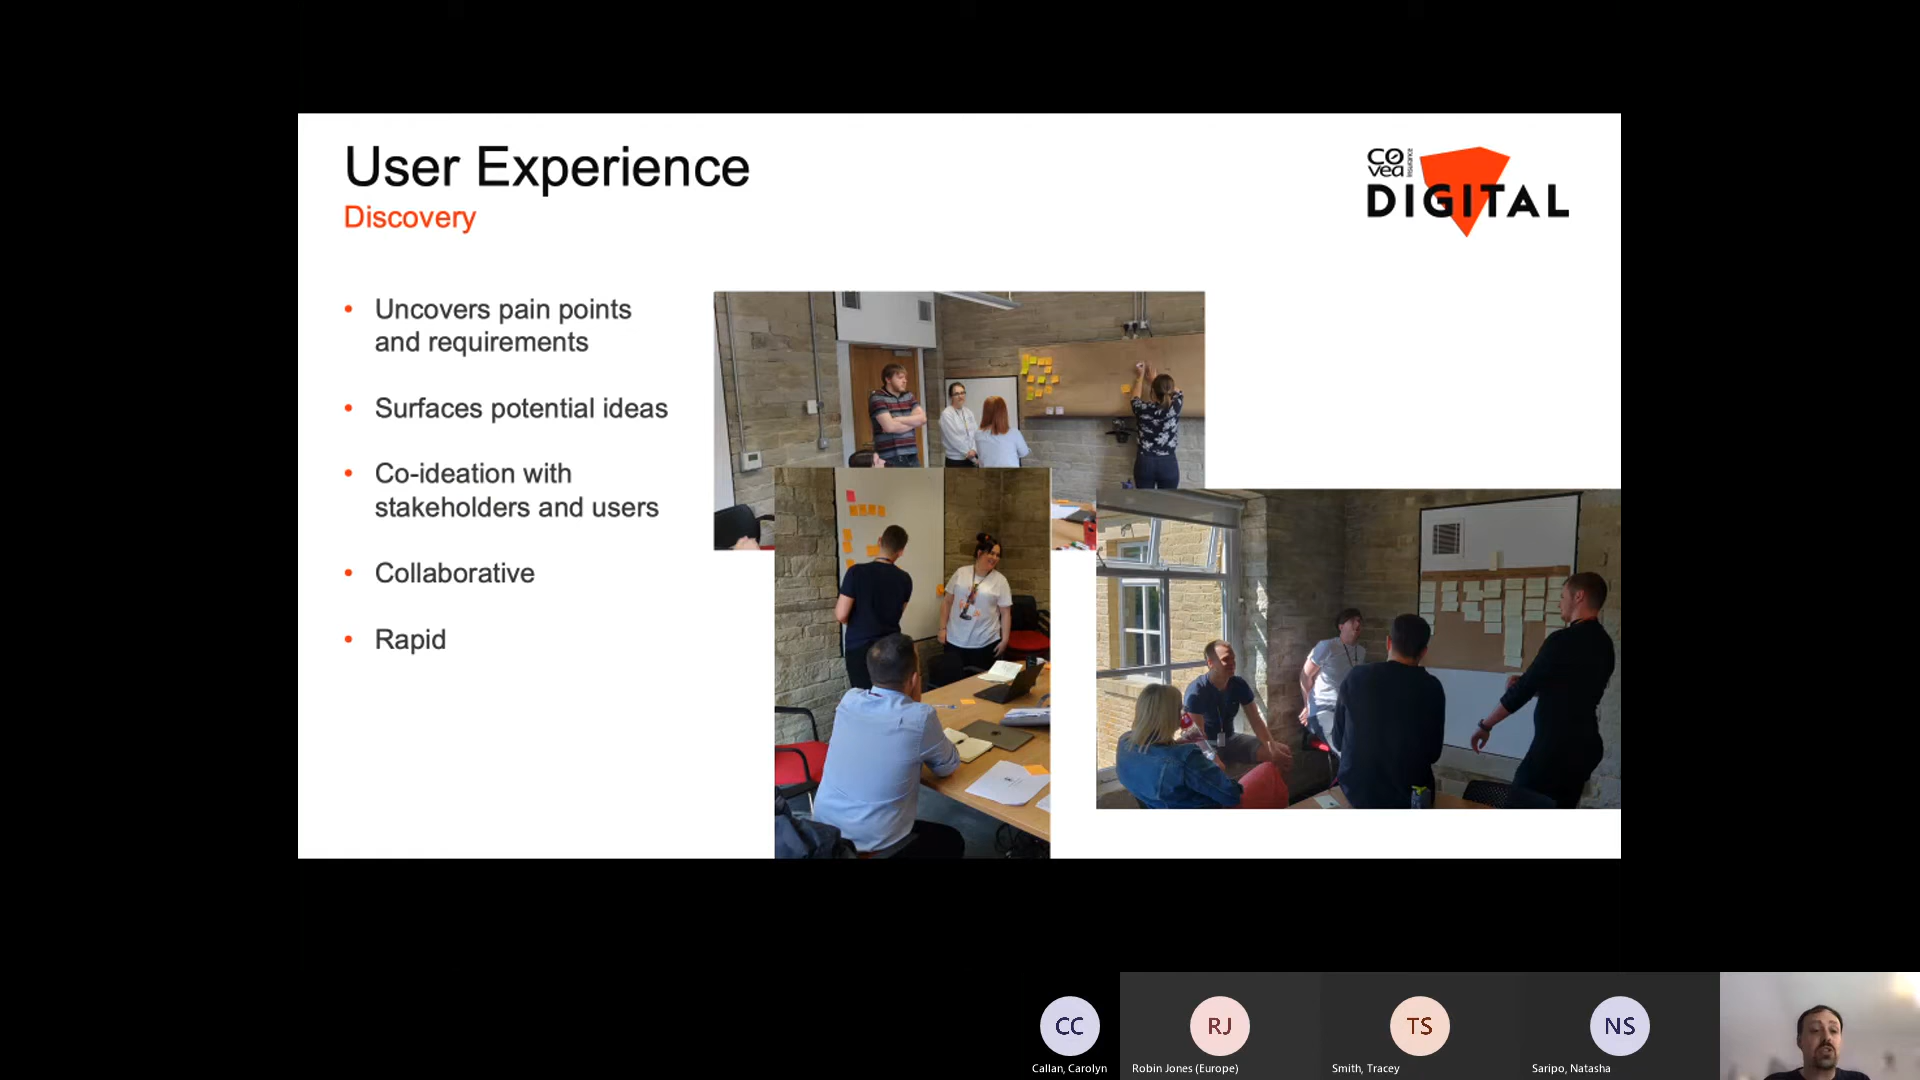 User Experience
Discovery
CO
vea
insurance
DIGITAL
• Uncovers pain points
and requirements
• Surfaces potential ideas
• Co-ideation with
stakeholders and users
• Collaborative
• Rapid
CC
RJ
TS
NS
Callan, Carolyn
Robin Jones (Europe)
Smith, Tracey
Saripo, Natasha